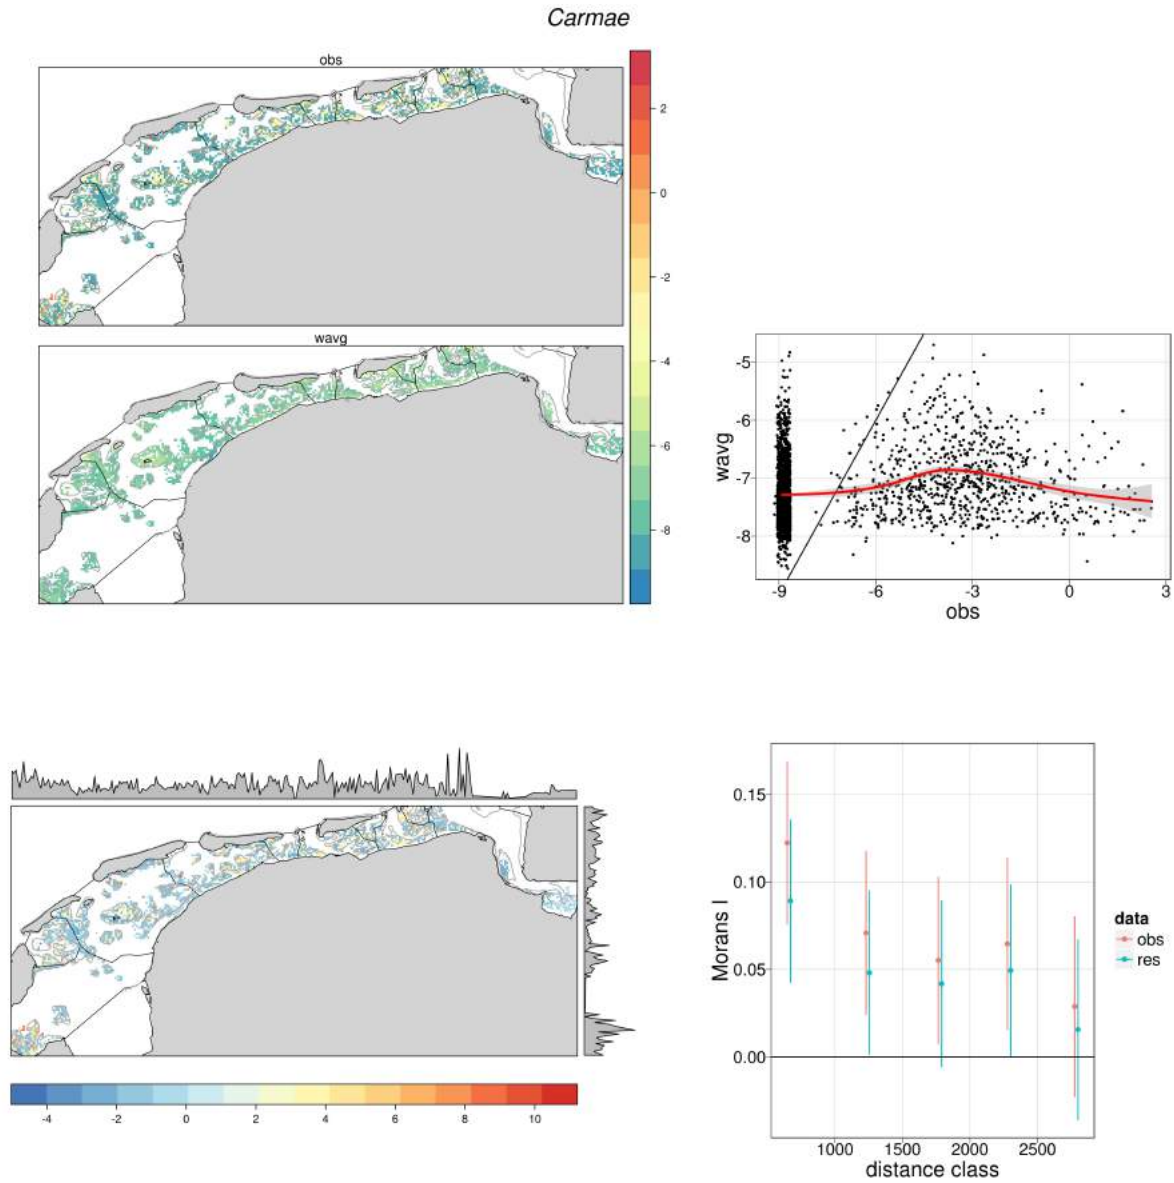 Carmae
obs
2
0
-2
-4
-6
-8
wavg
-5
-6
-7
-8
wavg
-9 -6 -3 0 3
obs
-4 -2 0 2 4 6 8 10
0.15
0.10
0.05
0.00
Morans I
1000 1500 2000 2500
distance class
data
obs
res